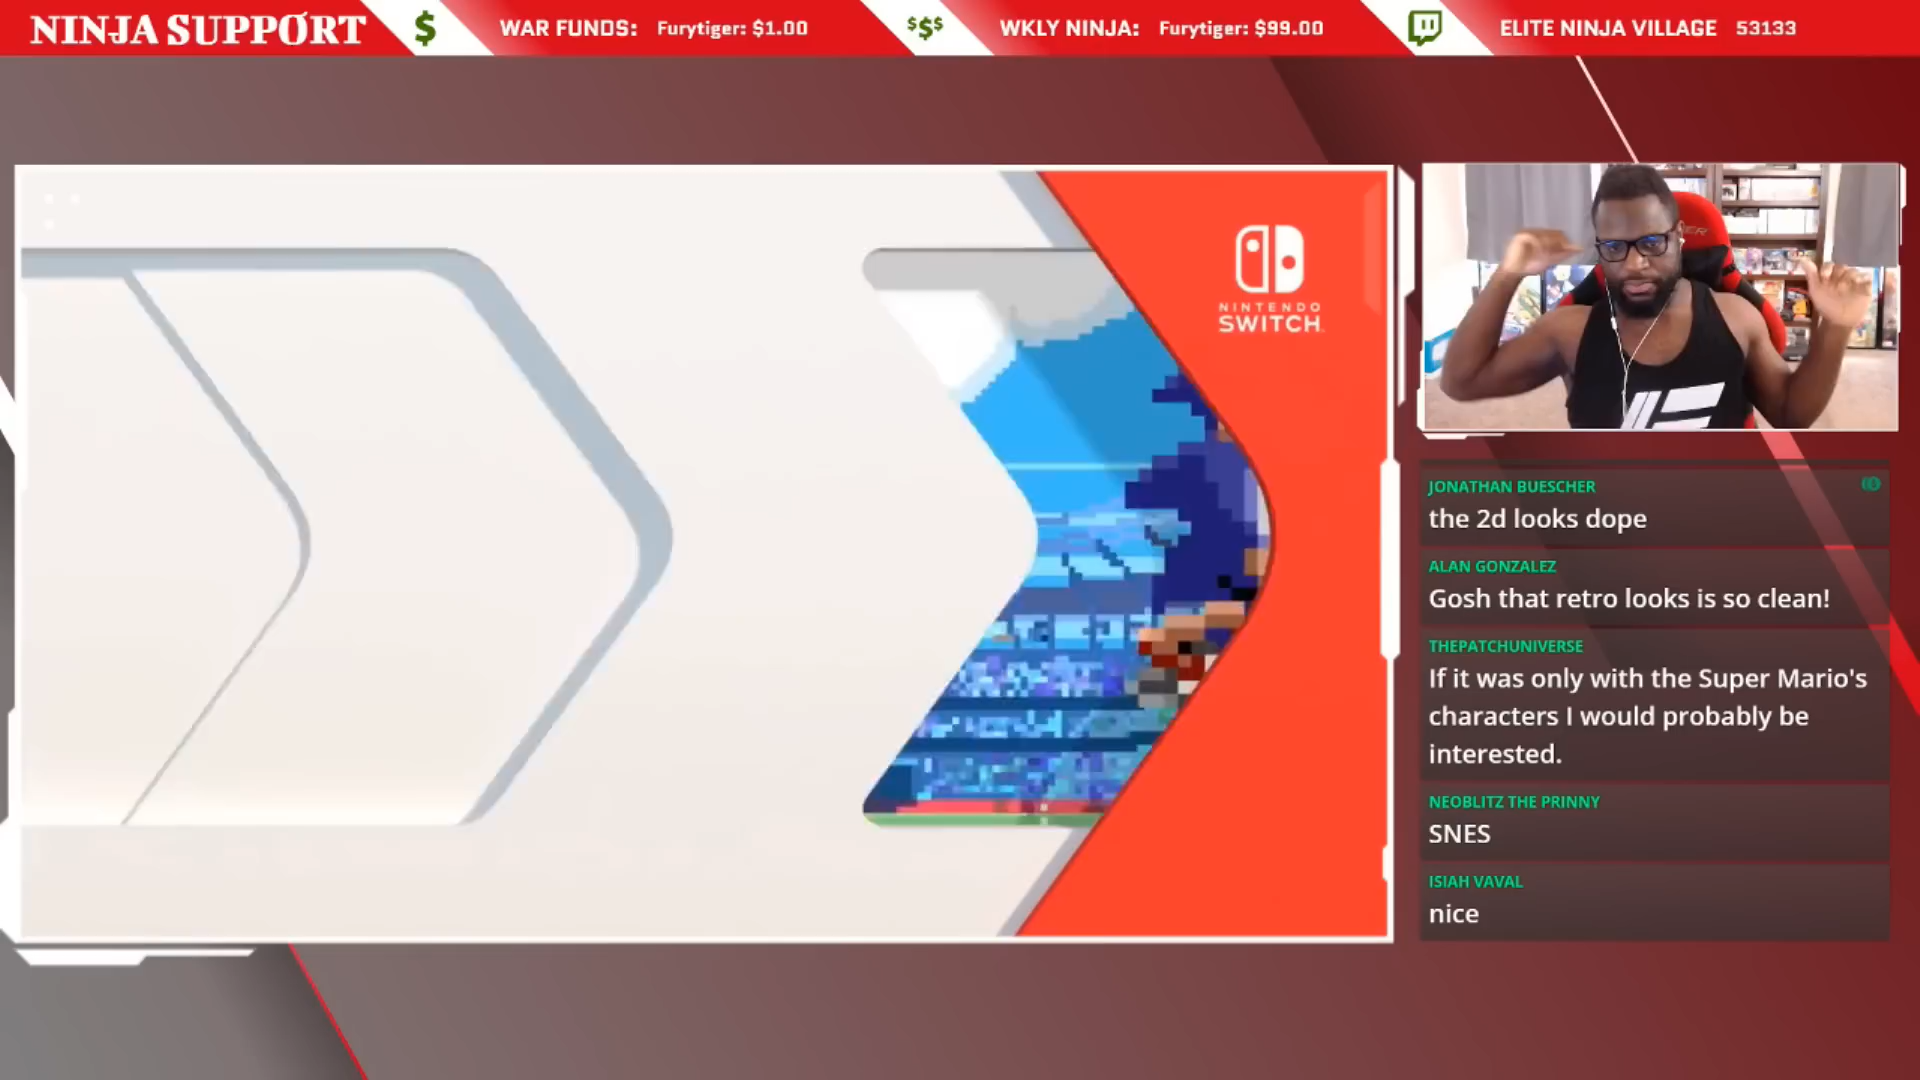 NINJA SUPPORT
$
WAR FUNDS: Furytiger: $1.00
$$$
WKLY NINJA: Furytiger: $99.00
ELITE NINJA VILLAGE 53133
NINTENDO
SWITCH
JONATHAN BUESCHER
the 2d looks dope
ALAN GONZALEZ
Gosh that retro looks is so clean!
THEPATCHUNIVERSE
If it was only with the Super Mario's
characters I would probably be
interested.
NEOBLITZ THE PRINNY
SNES
ISIAH VAVAL
nice